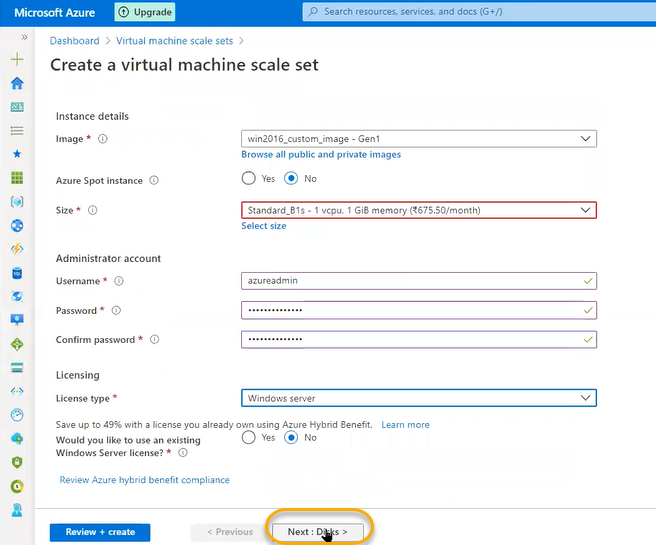 Microsoft Azure
Upgrade
Search resources, services, and docs (G+/)
Dashboard > Virtual machine scale sets >
Create a virtual machine scale set
Instance details
Image *
win2016_custom_image - Gen1
Browse all public and private images
Azure Spot instance
Yes No
Size *
Standard_B1s - 1 vcpu, 1 GiB memory (₹675.50/month)
Select size
Administrator account
Username *
azureadmin
Password *
••••••••••••••
Confirm password *
••••••••••••••
Licensing
License type *
Windows server
Save up to 49% with a license you already own using Azure Hybrid Benefit. Learn more
Would you like to use an existing
Windows Server license? *
Yes No
Review Azure hybrid benefit compliance
Review + create
< Previous
Next : Disks >